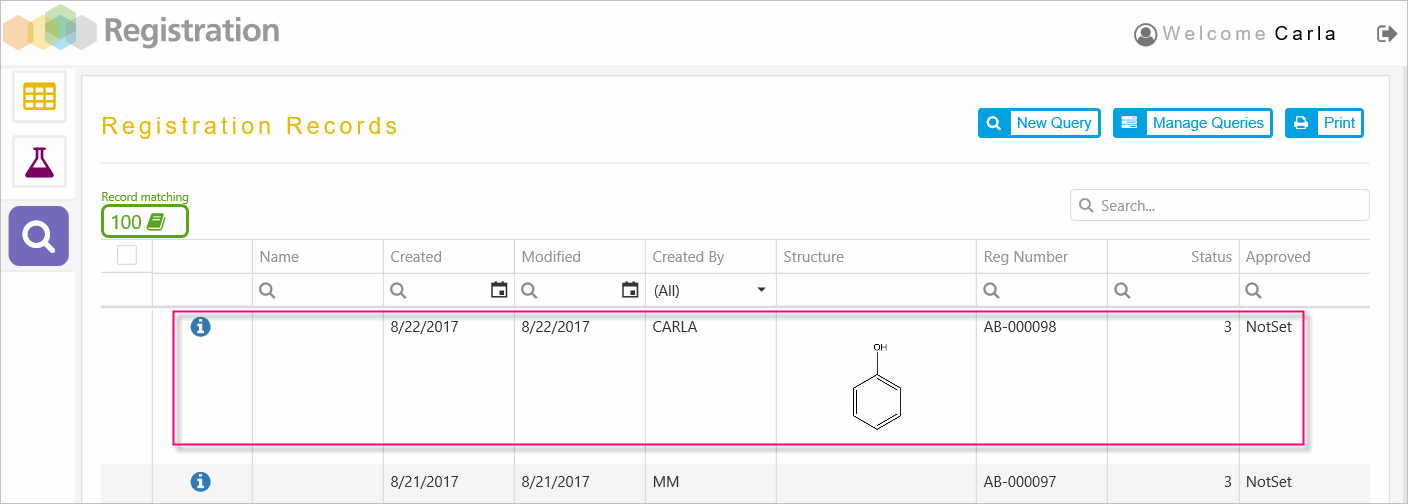 Registration
Welcome Carla
Registration Records
New Query
Manage Queries
Print
Record matching
100
Search...
Name Created Modified Created By Structure Reg Number Status Approved
(All)
8/22/2017 8/22/2017 CARLA AB-000098 3 NotSet
OH
8/21/2017 8/21/2017 MM AB-000097 3 NotSet